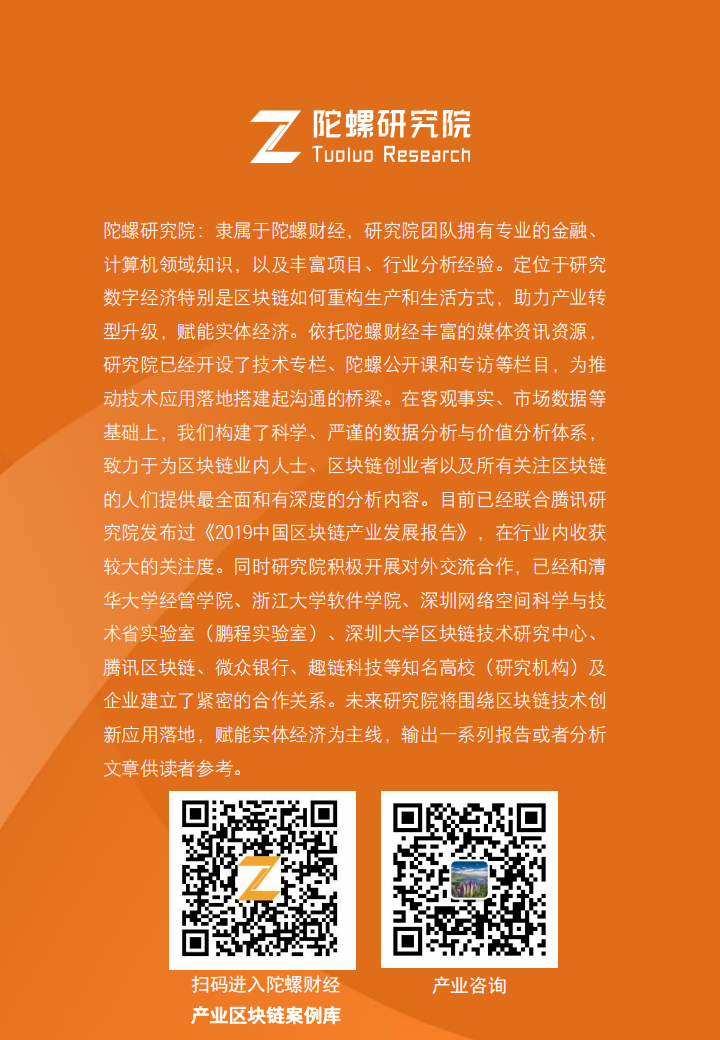 陀螺研究院
Tuoluo Research
陀螺研究院：隶属于陀螺财经，研究院团队拥有专业的金融、
计算机领域知识，以及丰富项目、行业分析经验。定位于研究
数字经济特别是区块链如何重构生产和生活方式，助力产业转
型升级，赋能实体经济。依托陀螺财经丰富的媒体资讯资源，
研究院已经开设了技术专栏、陀螺公开课和专访等栏目，为推
动技术应用落地搭建起沟通的桥梁。在客观事实、市场数据等
基础上，我们构建了科学、严谨的数据分析与价值分析体系，
致力于为区块链业内人士、区块链创业者以及所有关注区块链
的人们提供最全面和有深度的分析内容。目前已经联合腾讯研
究院发布过《2019中国区块链产业发展报告》，在行业内收获
较大的关注度。同时研究院积极开展对外交流合作，已经和清
华大学经管学院、浙江大学软件学院、深圳网络空间科学与技
术省实验室（鹏程实验室）、深圳大学区块链技术研究中心、
腾讯区块链、微众银行、趣链科技等知名高校（研究机构）及
企业建立了紧密的合作关系。未来研究院将围绕区块链技术创
新应用落地，赋能实体经济为主线，输出一系列报告或者分析
文章供读者参考。
扫码进入陀螺财经
产业区块链案例库
产业咨询